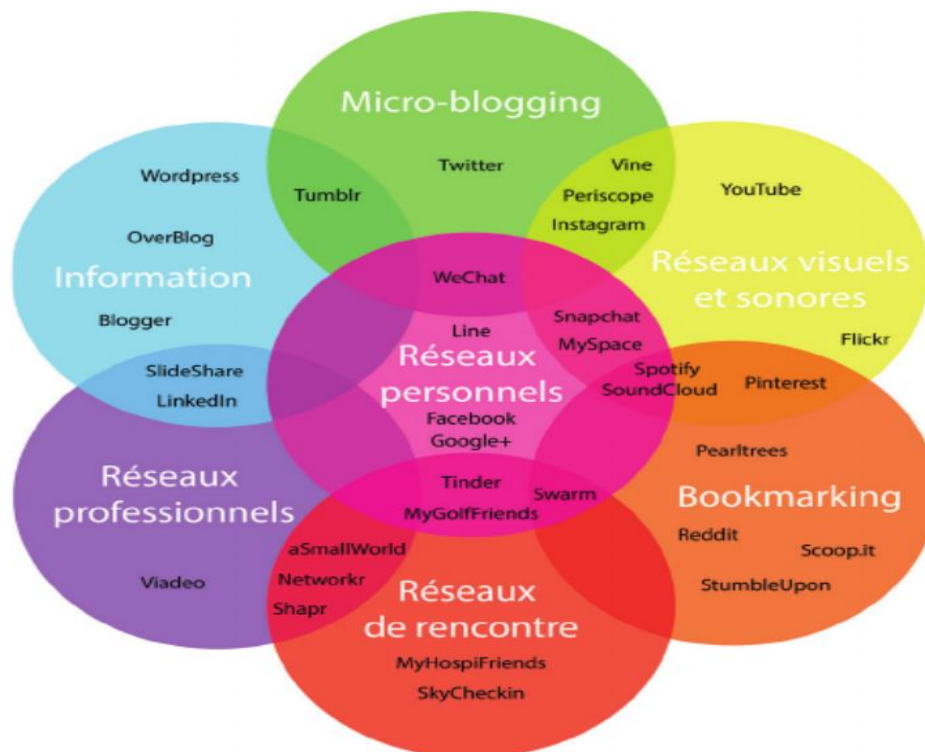 Micro-blogging
Twitter
Vine
Periscope
Instagram
Tumblr
Wordpress
OverBlog
Information
Blogger
YouTube
Réseaux visuels
et sonores
Flickr
WeChat
Line
Snapchat
MySpace
Réseaux
personnels
Spotify
SoundCloud
Pinterest
Facebook
Google+
SlideShare
LinkedIn
Réseaux
professionnels
Viadeo
Tinder
MyGolfFriends
Swarm
Pearltrees
Bookmarking
Reddit
Scoop.it
StumbleUpon
aSmallWorld
Networkr
Shapr
Réseaux
de rencontre
MyHospiFriends
SkyCheckin